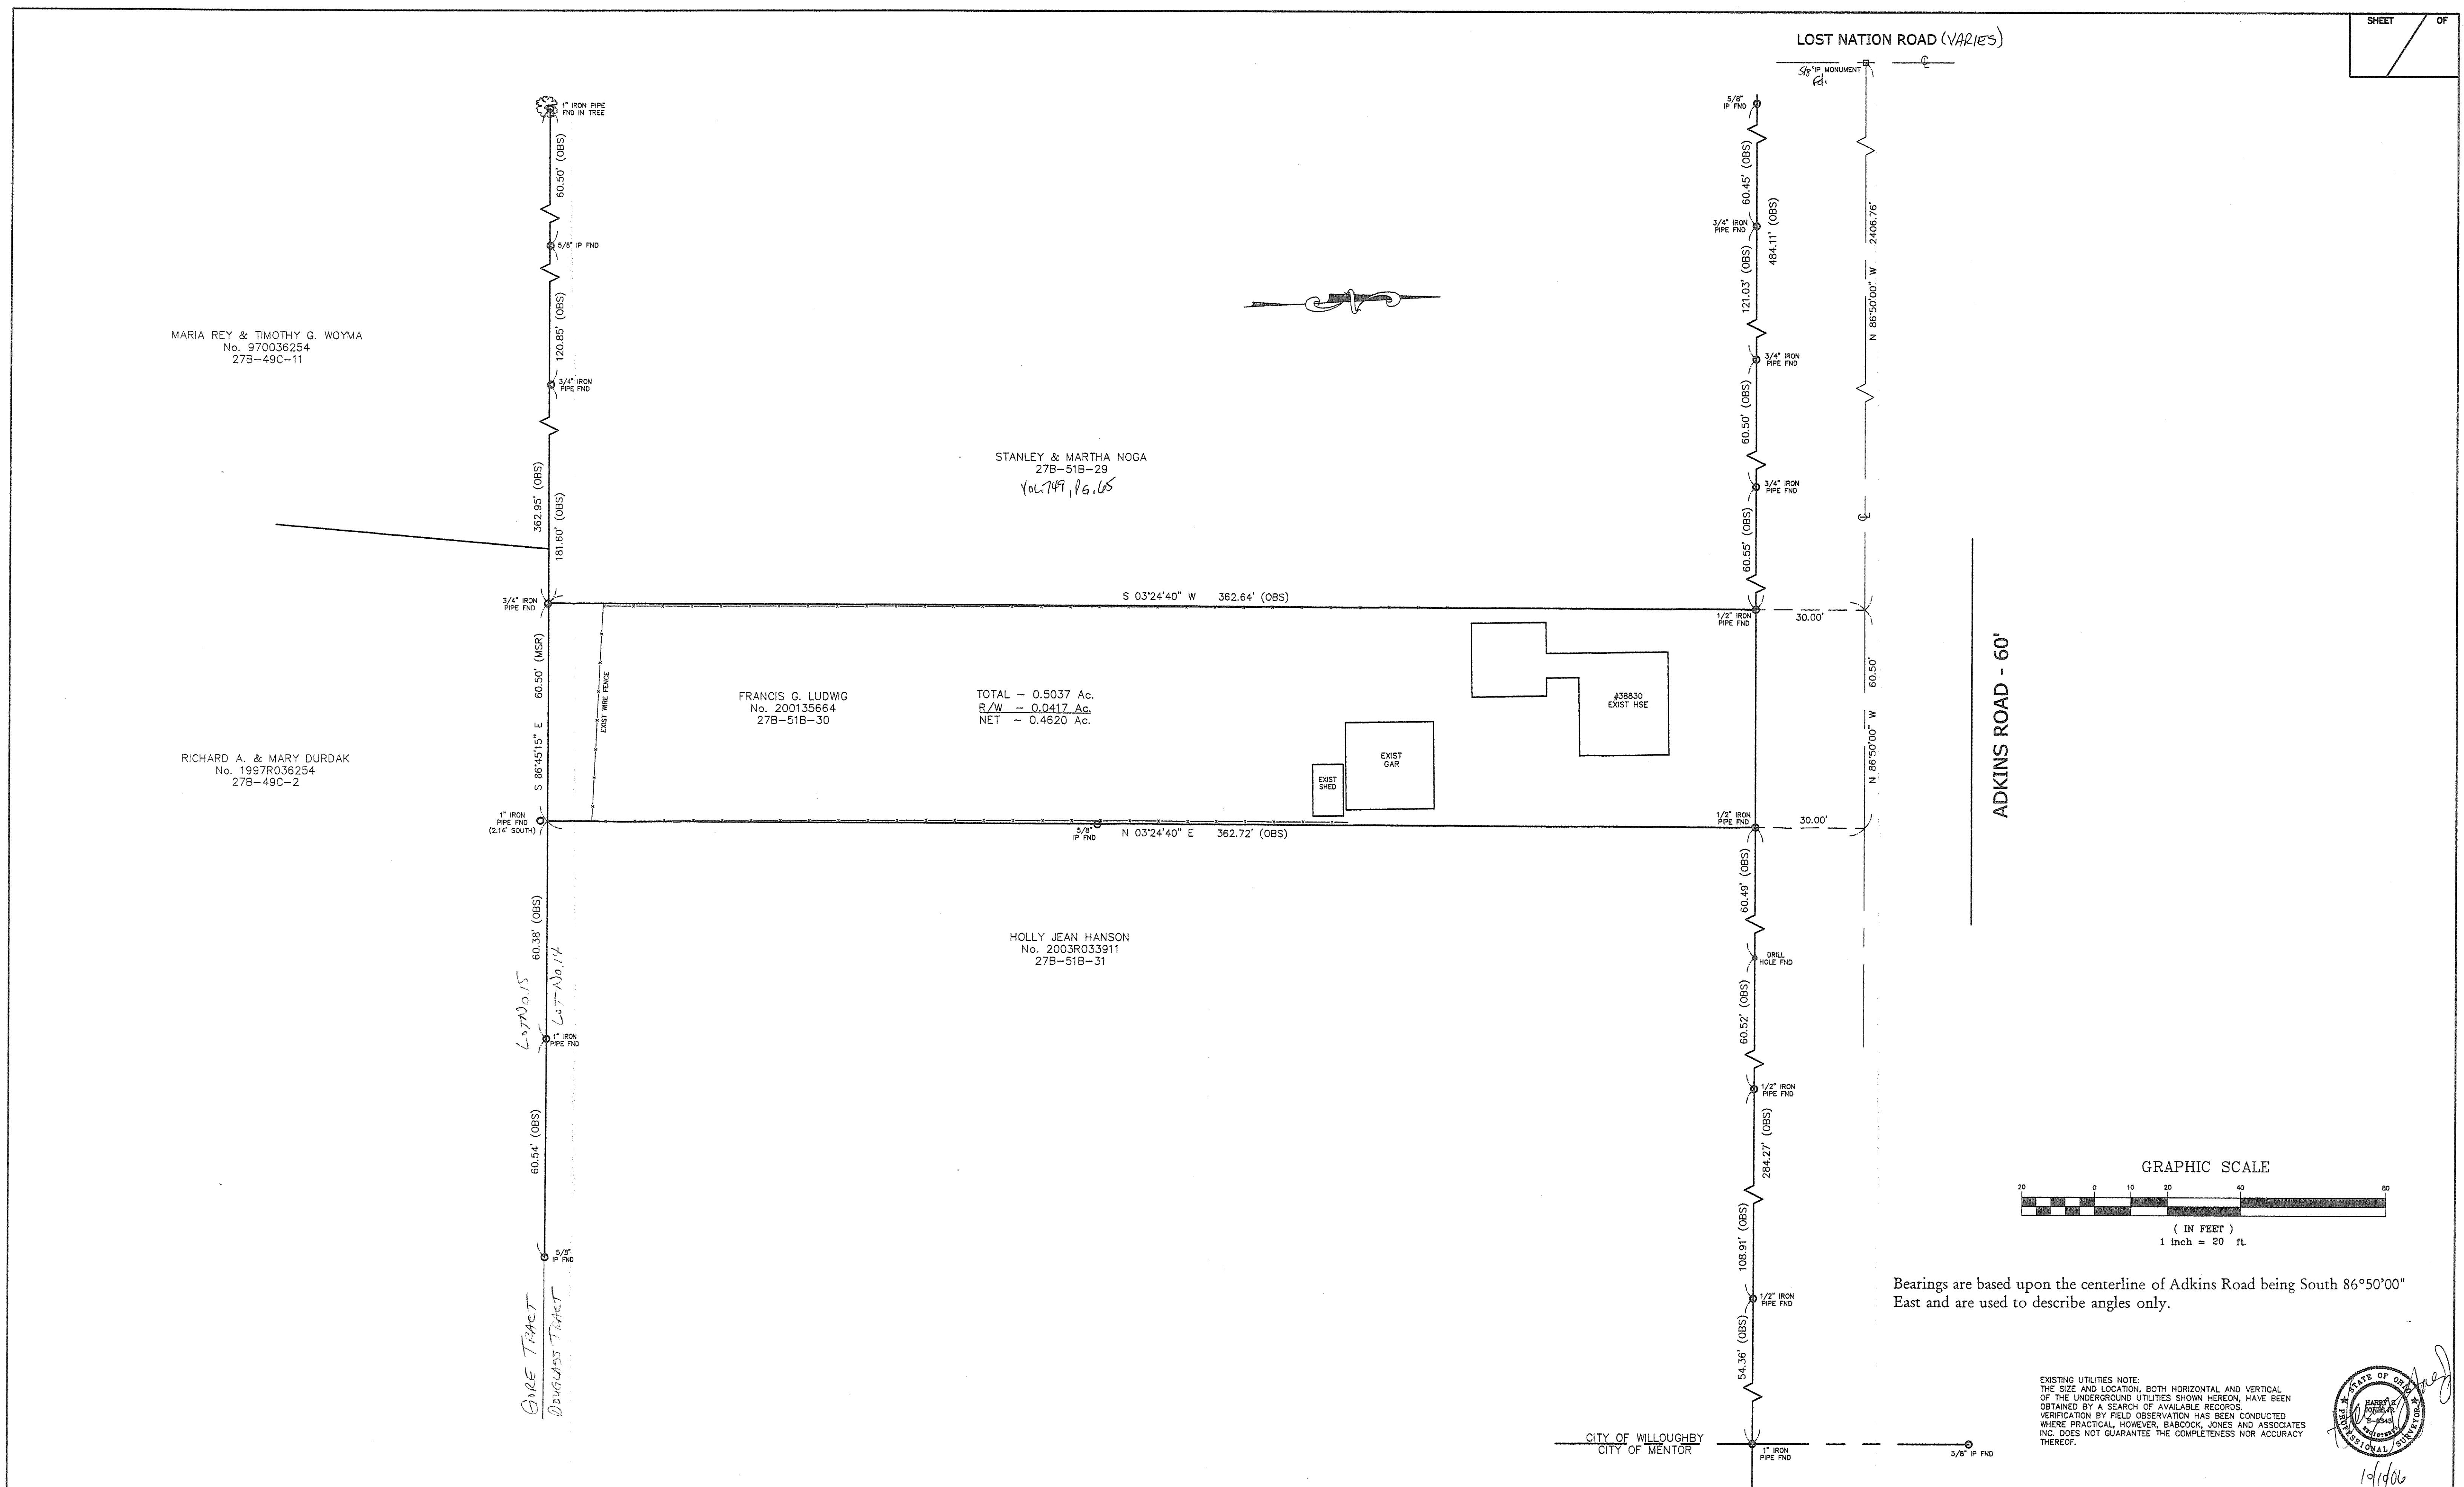 SHEET OF
LOST NATION ROAD (VARIES)
5/8" IP MONUMENT
Fd.
℄
1" IRON PIPE
FND IN TREE
60.50' (OBS)
5/8" IP FND
120.85' (OBS)
3/4" IRON
PIPE FND
362.95' (OBS)
181.60' (OBS)
MARIA REY & TIMOTHY G. WOYMA
No. 970036254
27B-49C-11
STANLEY & MARTHA NOGA
27B-51B-29
VOL.749, PG.65
5/8"
IP FND
60.45' (OBS)
3/4" IRON
PIPE FND
484.11' (OBS)
121.03' (OBS)
3/4" IRON
PIPE FND
60.50' (OBS)
3/4" IRON
PIPE FND
60.55' (OBS)
N 86°50'00" W 2406.76'
℄
3/4" IRON
PIPE FND
S 03°24'40" W 362.64' (OBS)
1/2" IRON
PIPE FND
30.00'
S 86°45'15" E 60.50' (MSR)
EXIST WIRE FENCE
FRANCIS G. LUDWIG
No. 200135664
27B-51B-30
TOTAL - 0.5037 Ac.
R/W - 0.0417 Ac.
NET - 0.4620 Ac.
#38830
EXIST HSE
EXIST
GAR
EXIST
SHED
N 86°50'00" W 60.50'
ADKINS ROAD - 60'
RICHARD A. & MARY DURDAK
No. 1997R036254
27B-49C-2
1" IRON
PIPE FND
(2.14' SOUTH)
5/8"
IP FND
N 03°24'40" E 362.72' (OBS)
1/2" IRON
PIPE FND
30.00'
60.38' (OBS)
LOT No.15
LOT No.14
1" IRON
PIPE FND
60.54' (OBS)
5/8"
IP FND
GORE TRACT
DOUGLASS TRACT
HOLLY JEAN HANSON
No. 2003R033911
27B-51B-31
60.49' (OBS)
DRILL
HOLE FND
60.52' (OBS)
1/2" IRON
PIPE FND
284.27' (OBS)
108.91' (OBS)
1/2" IRON
PIPE FND
54.36' (OBS)
CITY OF WILLOUGHBY
CITY OF MENTOR
1" IRON
PIPE FND
5/8" IP FND
GRAPHIC SCALE
20 0 10 20 40 80
( IN FEET )
1 inch = 20 ft.
Bearings are based upon the centerline of Adkins Road being South 86°50'00"
East and are used to describe angles only.
EXISTING UTILITIES NOTE:
THE SIZE AND LOCATION, BOTH HORIZONTAL AND VERTICAL
OF THE UNDERGROUND UTILITIES SHOWN HEREON, HAVE BEEN
OBTAINED BY A SEARCH OF AVAILABLE RECORDS.
VERIFICATION BY FIELD OBSERVATION HAS BEEN CONDUCTED
WHERE PRACTICAL, HOWEVER, BABCOCK, JONES AND ASSOCIATES
INC. DOES NOT GUARANTEE THE COMPLETENESS NOR ACCURACY
THEREOF.
STATE OF OHIO
HARRY
S-6343
REGISTERED
PROFESSIONAL SURVEYOR